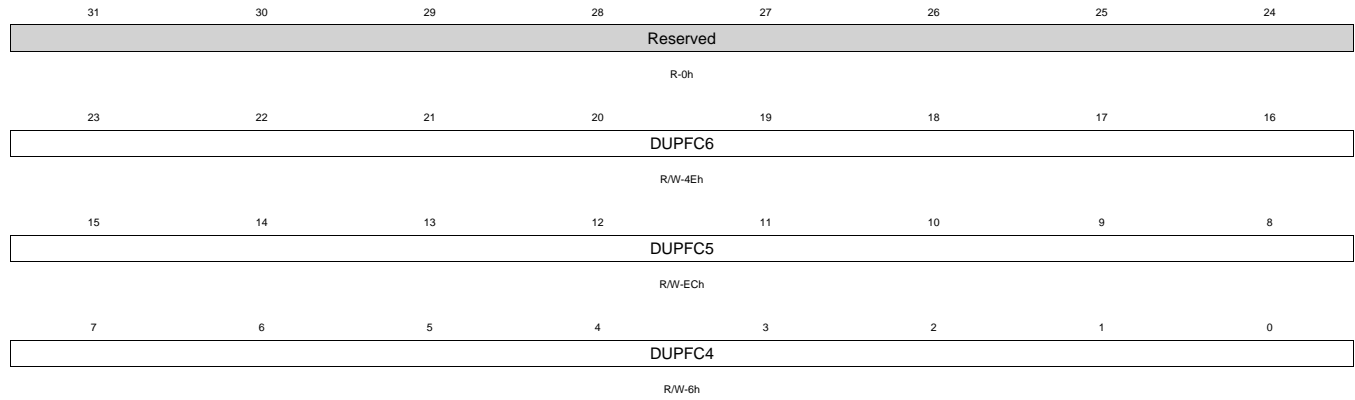 31 30 29 28 27 26 25 24
Reserved
R-0h
23 22 21 20 19 18 17 16
DUPFC6
R/W-4Eh
15 14 13 12 11 10 9 8
DUPFC5
R/W-ECh
7 6 5 4 3 2 1 0
DUPFC4
R/W-6h